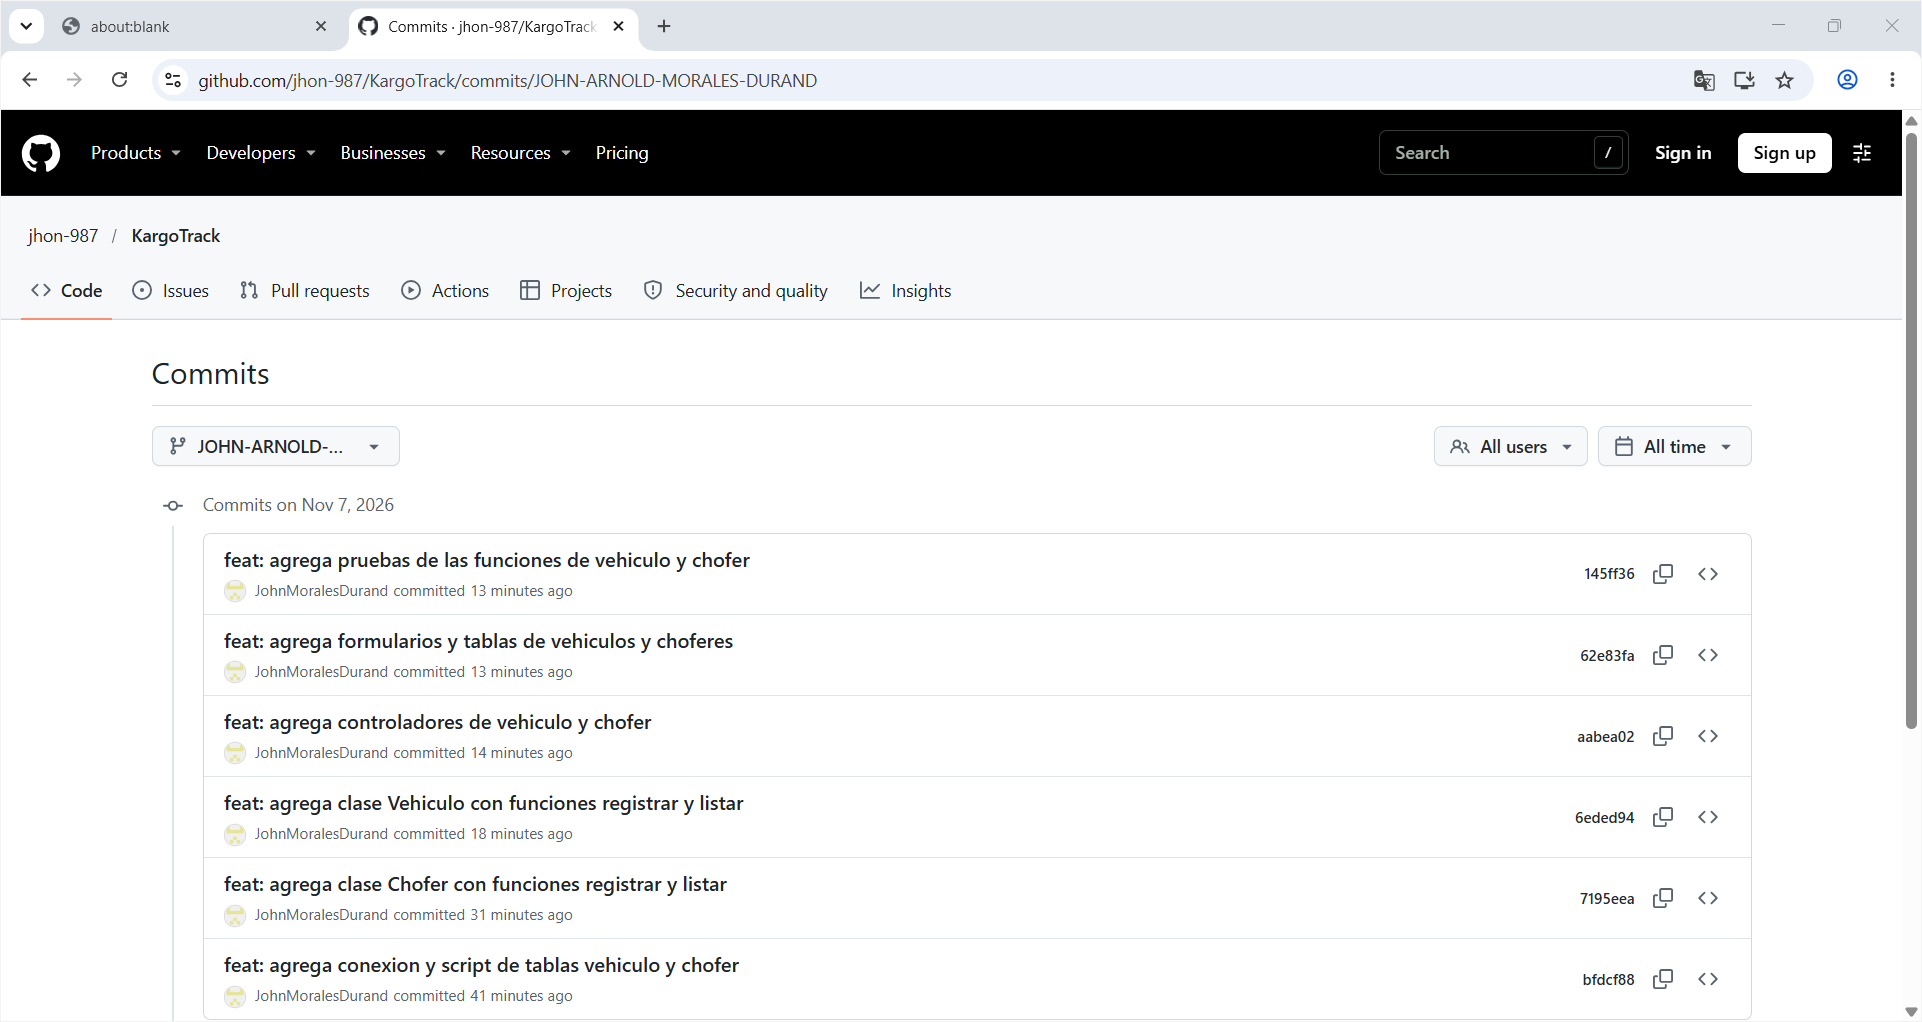 about:blank
Commits · jhon-987/KargoTrack
github.com/jhon-987/KargoTrack/commits/JOHN-ARNOLD-MORALES-DURAND
Products Developers Businesses Resources Pricing Search / Sign in Sign up
jhon-987 / KargoTrack
Code Issues Pull requests Actions Projects Security and quality Insights
Commits
JOHN-ARNOLD-... All users All time
Commits on Nov 7, 2026
feat: agrega pruebas de las funciones de vehiculo y chofer
JohnMoralesDurand committed 13 minutes ago
145ff36
feat: agrega formularios y tablas de vehiculos y choferes
JohnMoralesDurand committed 13 minutes ago
62e83fa
feat: agrega controladores de vehiculo y chofer
JohnMoralesDurand committed 14 minutes ago
aabea02
feat: agrega clase Vehiculo con funciones registrar y listar
JohnMoralesDurand committed 18 minutes ago
6eded94
feat: agrega clase Chofer con funciones registrar y listar
JohnMoralesDurand committed 31 minutes ago
7195eea
feat: agrega conexion y script de tablas vehiculo y chofer
JohnMoralesDurand committed 41 minutes ago
bfdcf88